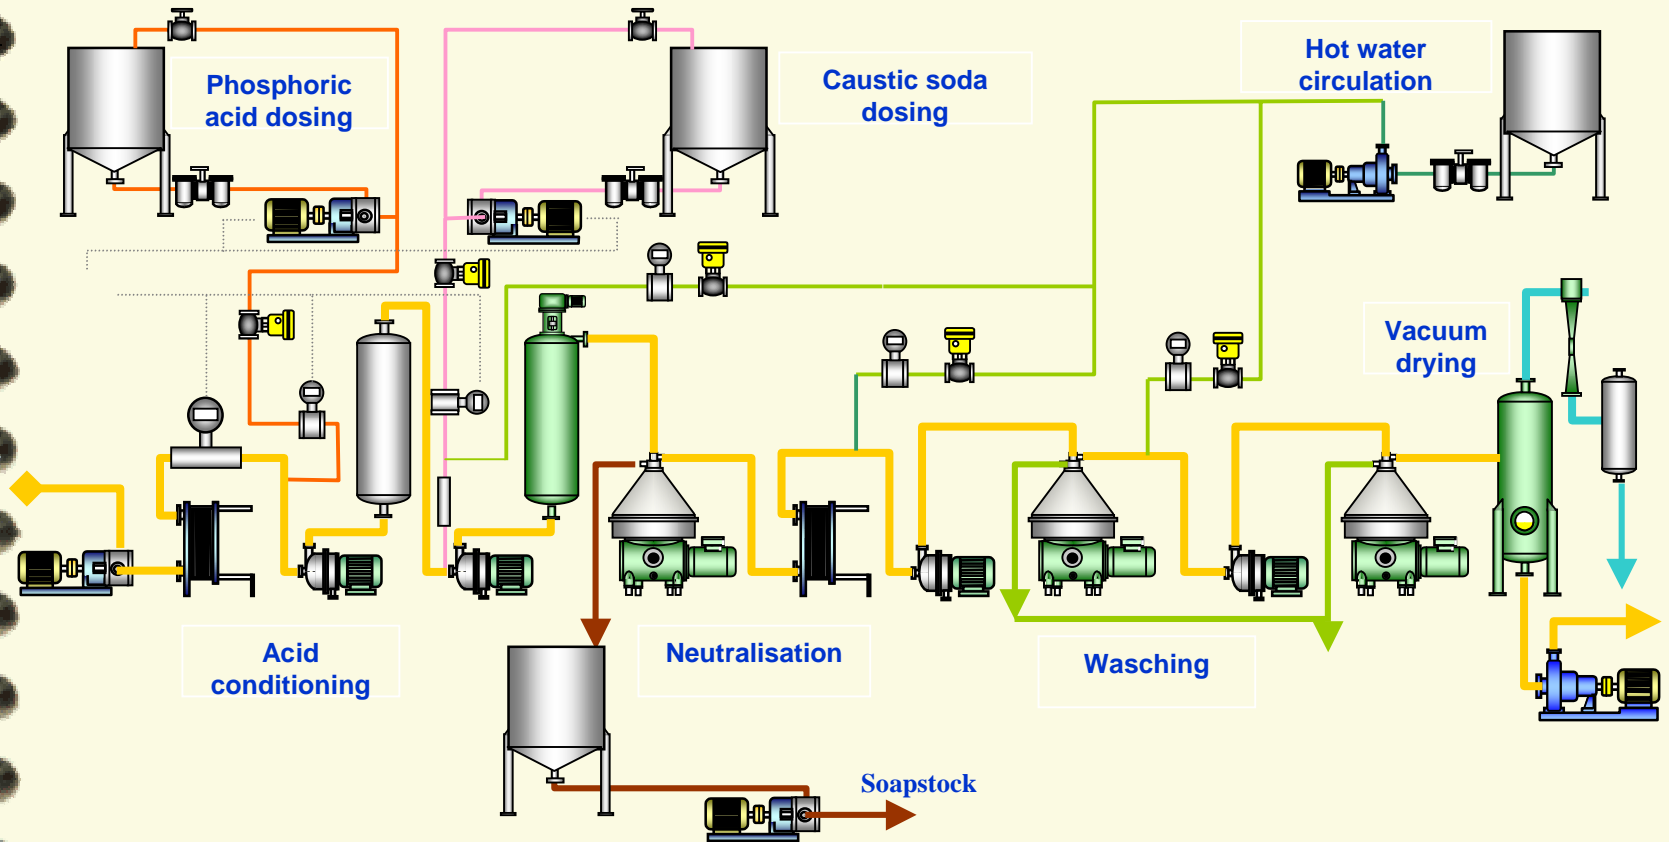 Phosphoric
acid dosing
Caustic soda
dosing
Hot water
circulation
Vacuum
drying
Acid
conditioning
Neutralisation
Wasching
Soapstock